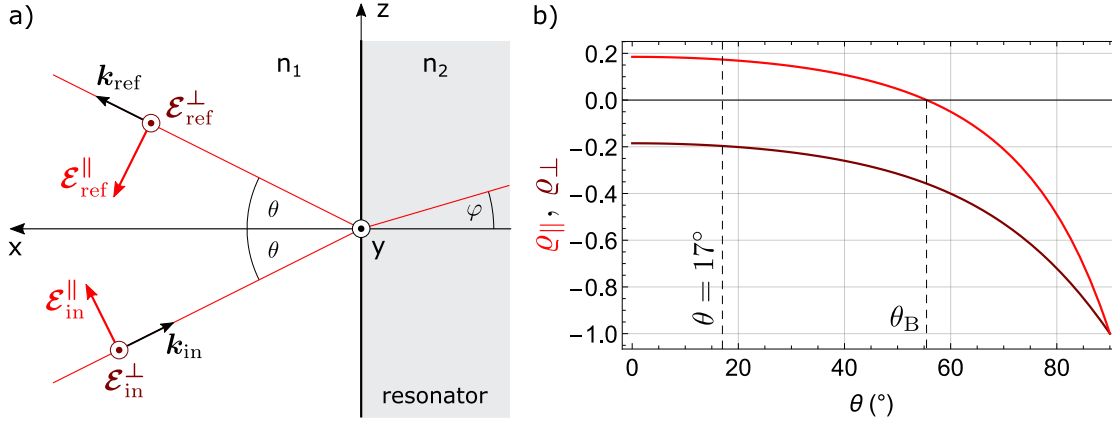 a)
z
n₁
n₂
k_ref
ℰ_ref^⊥
ℰ_ref^∥
θ
φ
x
y
θ
ℰ_in^∥
k_in
ℰ_in^⊥
resonator
b)
0.2
0.0
−0.2
−0.4
−0.6
−0.8
−1.0
ϱ_∥, ϱ_⊥
θ = 17°
θ_B
0
20
40
60
80
θ (°)